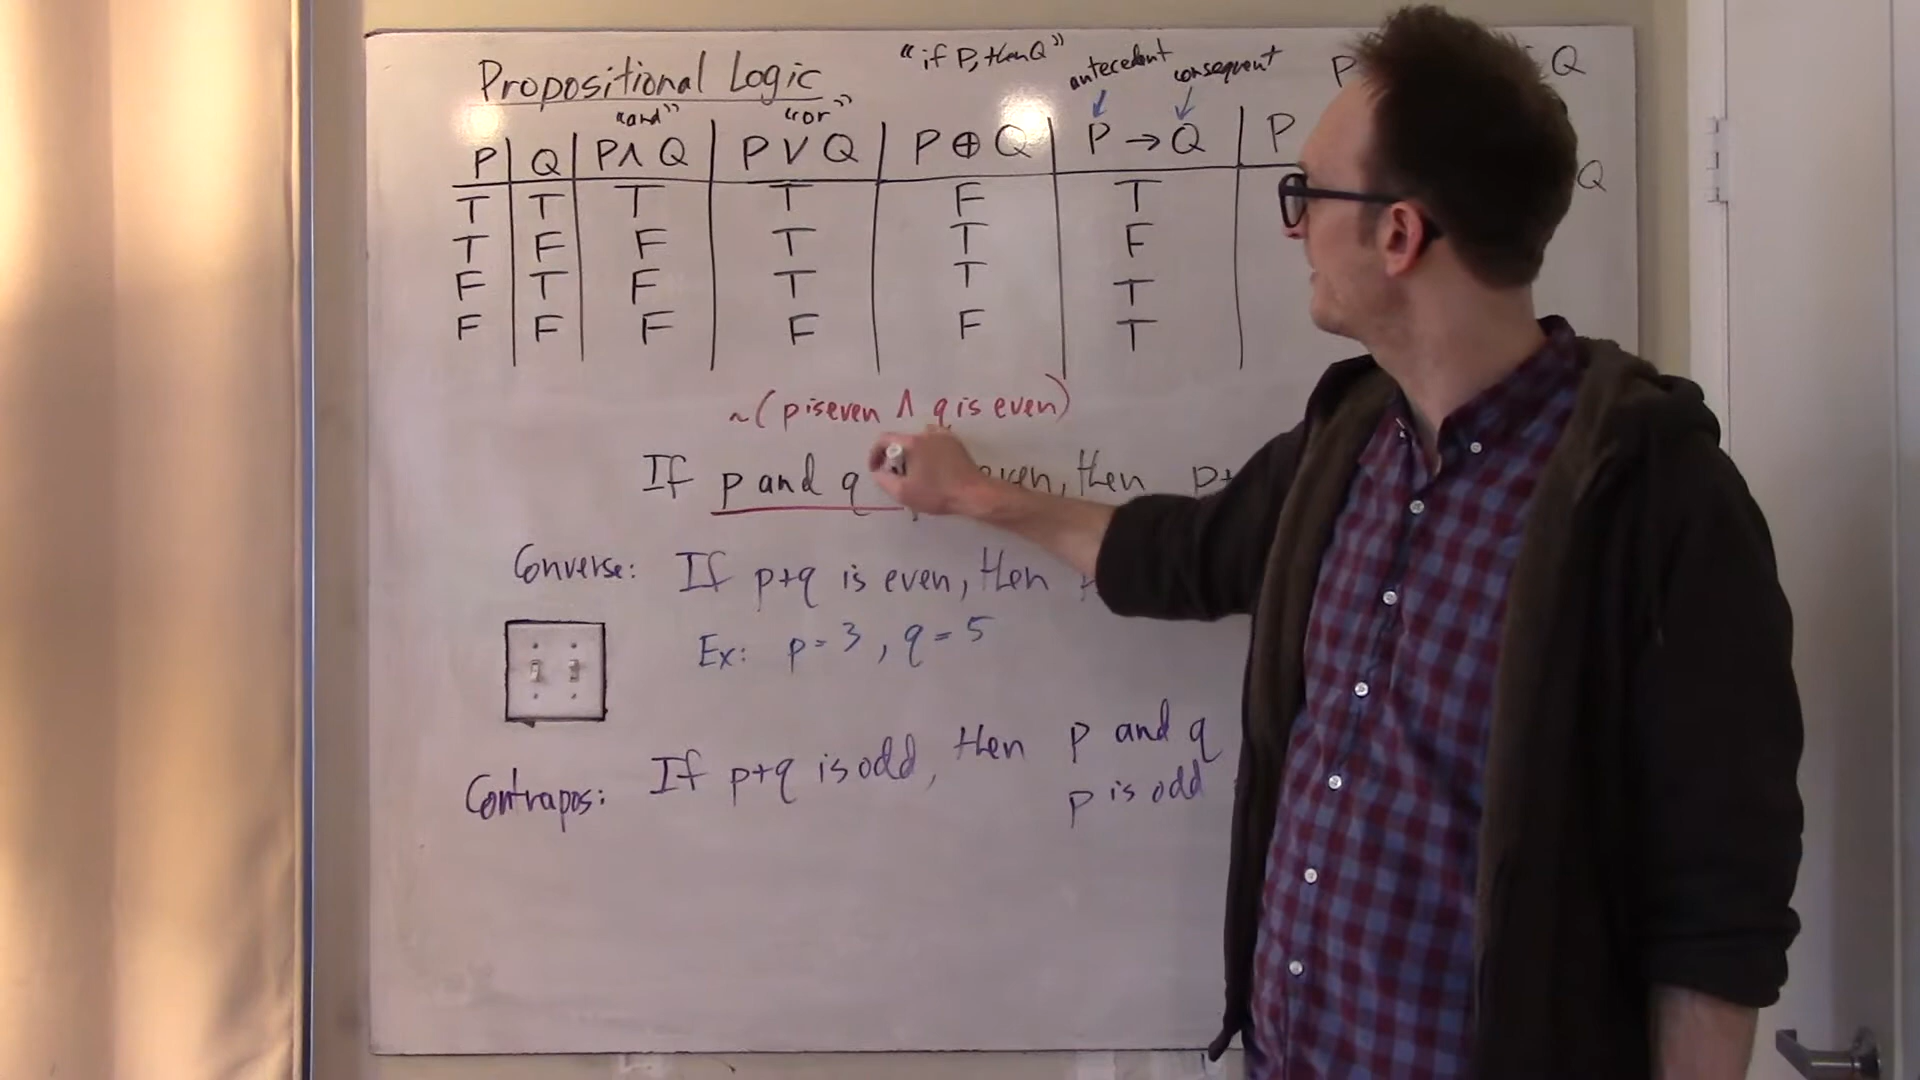 Propositional Logic
"if P, then Q"
antecedent consequent
P Q
"and" "or"
P Q P∧Q P∨Q P⊕Q P→Q P
Q
T T T T F T
T F F T T F
F T F T T T
F F F F F T
~(p is even ∧ q is even)
If p and q even, then p+
Converse: If p+q is even, then
Ex: p=3, q=5
Contrapos: If p+q is odd, then p and q
p is odd